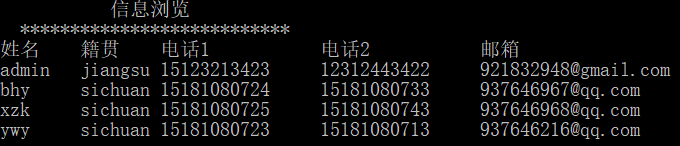 信息浏览
***************************
姓名 籍贯 电话1 电话2 邮箱
admin jiangsu 15123213423 12312443422 921832948@gmail.com
bhy sichuan 15181080724 15181080733 937646967@qq.com
xzk sichuan 15181080725 15181080743 937646968@qq.com
ywy sichuan 15181080723 15181080713 937646216@qq.com